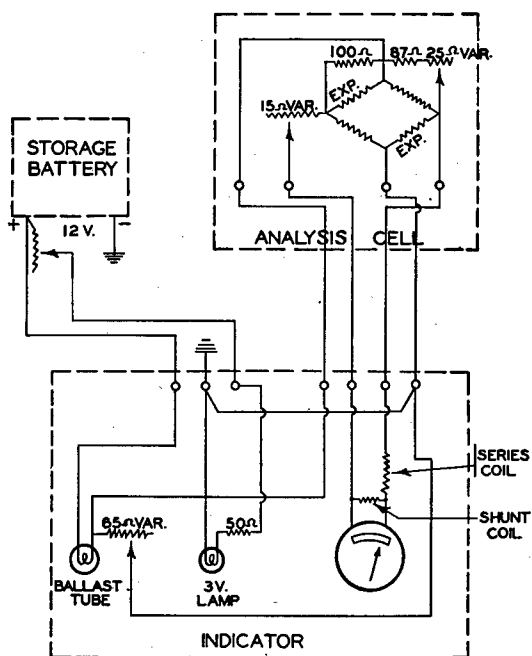 100Ω 87Ω 25Ω VAR.
EXP.
15Ω VAR.
EXP.
STORAGE
BATTERY
+ -
12 V.
ANALYSIS CELL
SERIES
COIL
65Ω VAR. 50Ω
SHUNT
COIL
BALLAST
TUBE
3V.
LAMP
INDICATOR